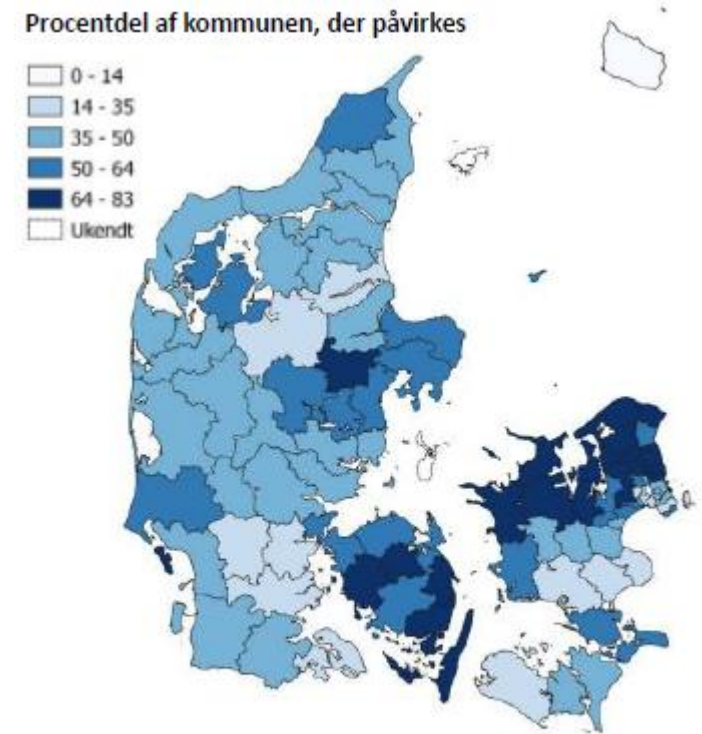 Procentdel af kommunen, der påvirkes
0 - 14
14 - 35
35 - 50
50 - 64
64 - 83
Ukendt